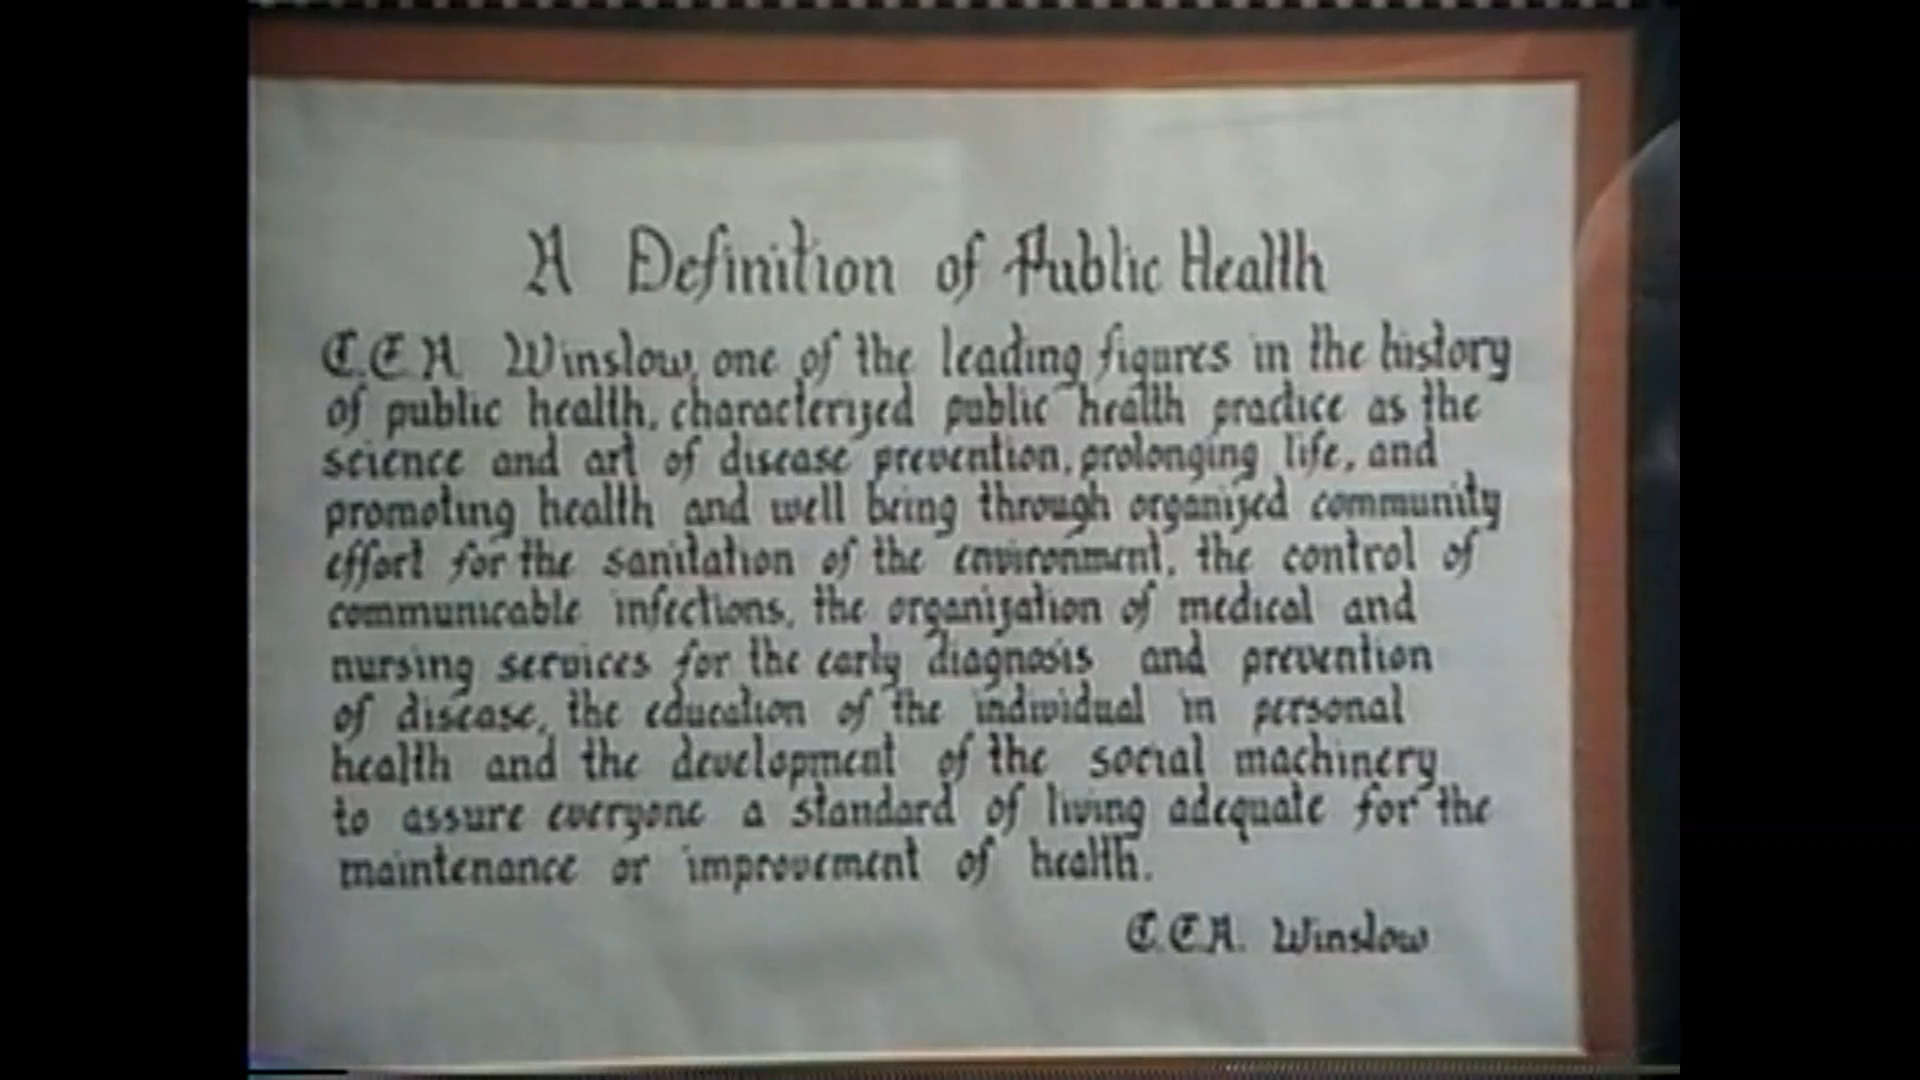 A Definition of Public Health
C.E.A. Winslow, one of the leading figures in the history
of public health, characterized public health practice as the
science and art of disease prevention, prolonging life, and
promoting health and well being through organized community
effort for the sanitation of the environment, the control of
communicable infections, the organization of medical and
nursing services for the early diagnosis and prevention
of disease, the education of the individual in personal
health and the development of the social machinery
to assure everyone a standard of living adequate for the
maintenance or improvement of health.
C.E.A. Winslow